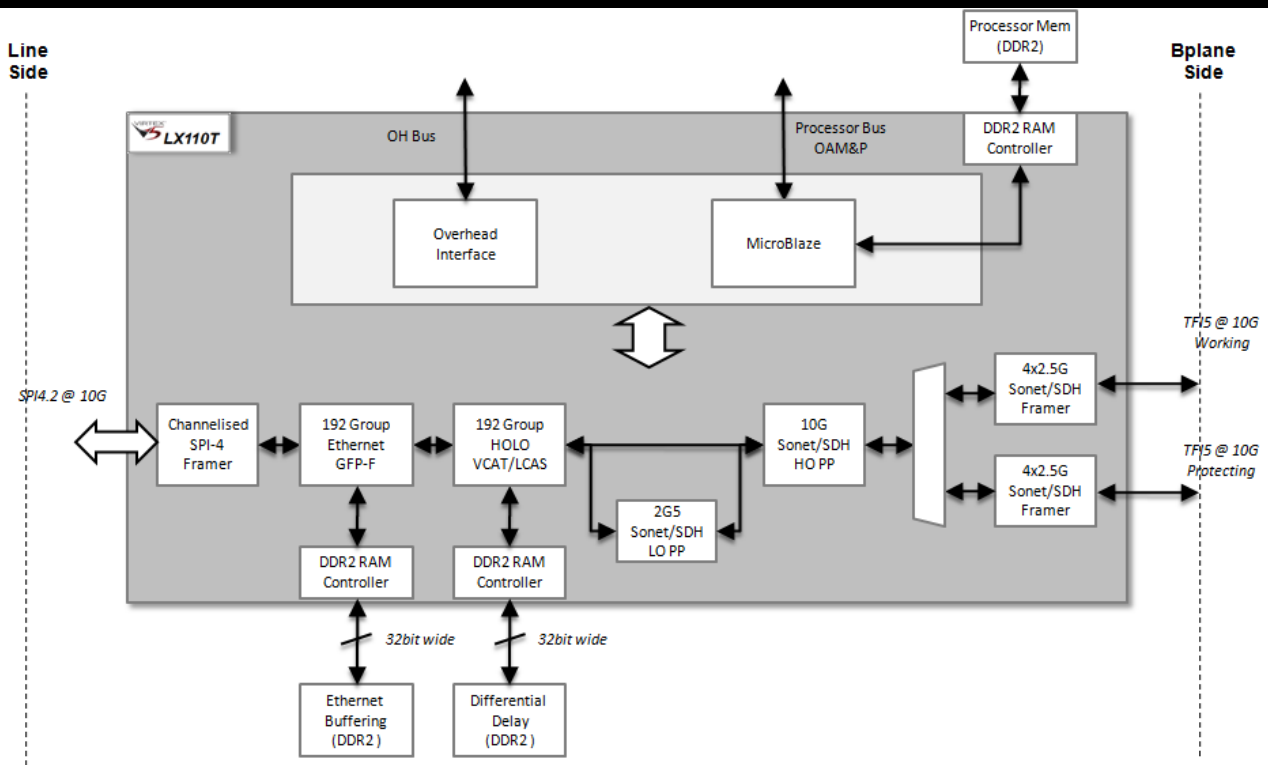 Processor Mem
(DDR2)
Line
Side
Bplane
Side
VIRTEX
5 LX110T
OH Bus
Processor Bus
OAM&P
DDR2 RAM
Controller
Overhead
Interface
MicroBlaze
TFI5 @ 10G
Working
SPI4.2 @ 10G
4x2.5G
Sonet/SDH
Framer
Channelised
SPI-4
Framer
192 Group
Ethernet
GFP-F
192 Group
HOLO
VCAT/LCAS
10G
Sonet/SDH
HO PP
TFI5 @ 10G
Protecting
4x2.5G
Sonet/SDH
Framer
2G5
Sonet/SDH
LO PP
DDR2 RAM
Controller
DDR2 RAM
Controller
32bit wide
32bit wide
Ethernet
Buffering
(DDR2 )
Differential
Delay
(DDR2 )